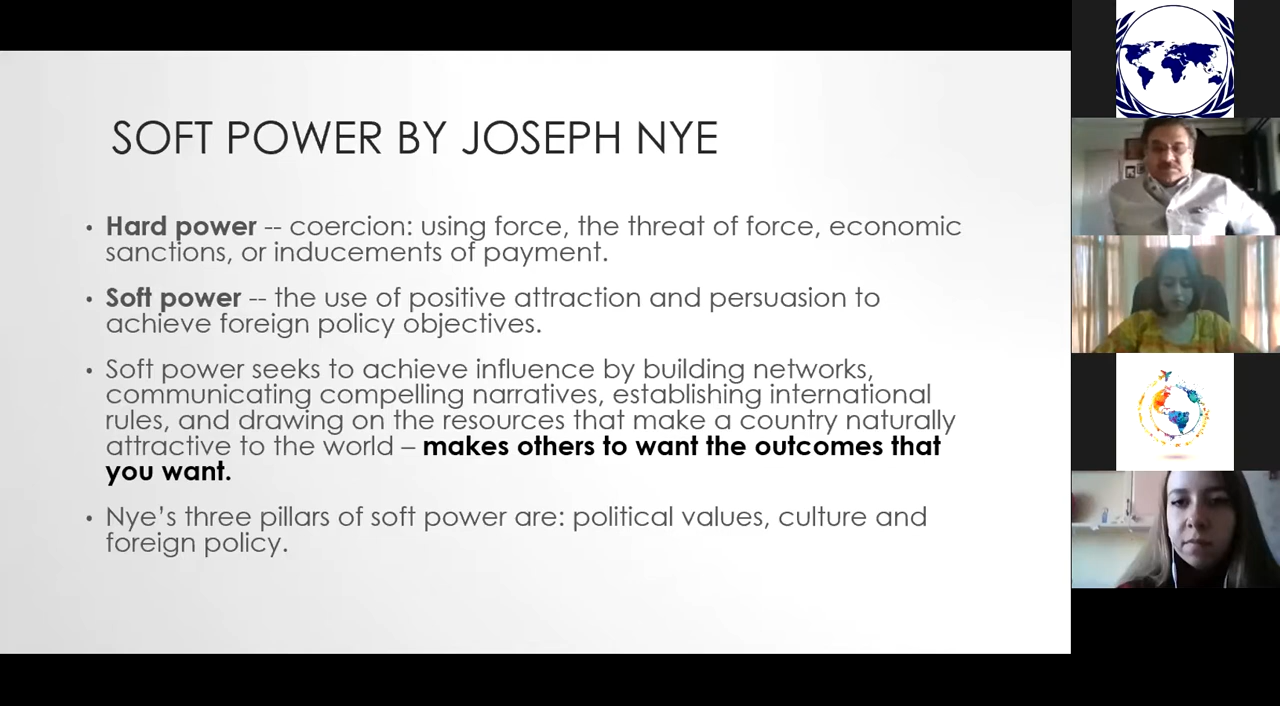 SOFT POWER BY JOSEPH NYE
• Hard power -- coercion: using force, the threat of force, economic
sanctions, or inducements of payment.
• Soft power -- the use of positive attraction and persuasion to
achieve foreign policy objectives.
• Soft power seeks to achieve influence by building networks,
communicating compelling narratives, establishing international
rules, and drawing on the resources that make a country naturally
attractive to the world – makes others to want the outcomes that
you want.
• Nye's three pillars of soft power are: political values, culture and
foreign policy.